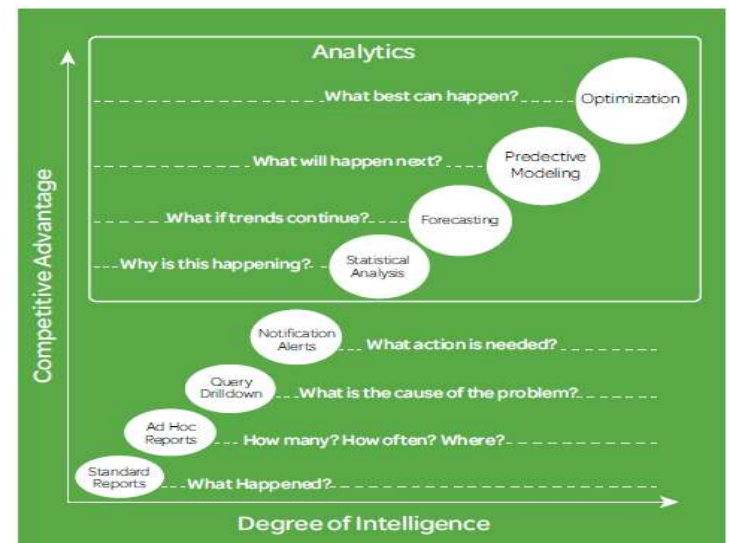 Analytics
What best can happen?
Optimization
What will happen next?
Predective
Modeling
What if trends continue?
Forecasting
Why is this happening?
Statistical
Analysis
Notification
Alerts
What action is needed?
Query
Drilldown
What is the cause of the problem?
Ad Hoc
Reports
How many? How often? Where?
Standard
Reports
What Happened?
Competitive Advantage
Degree of Intelligence